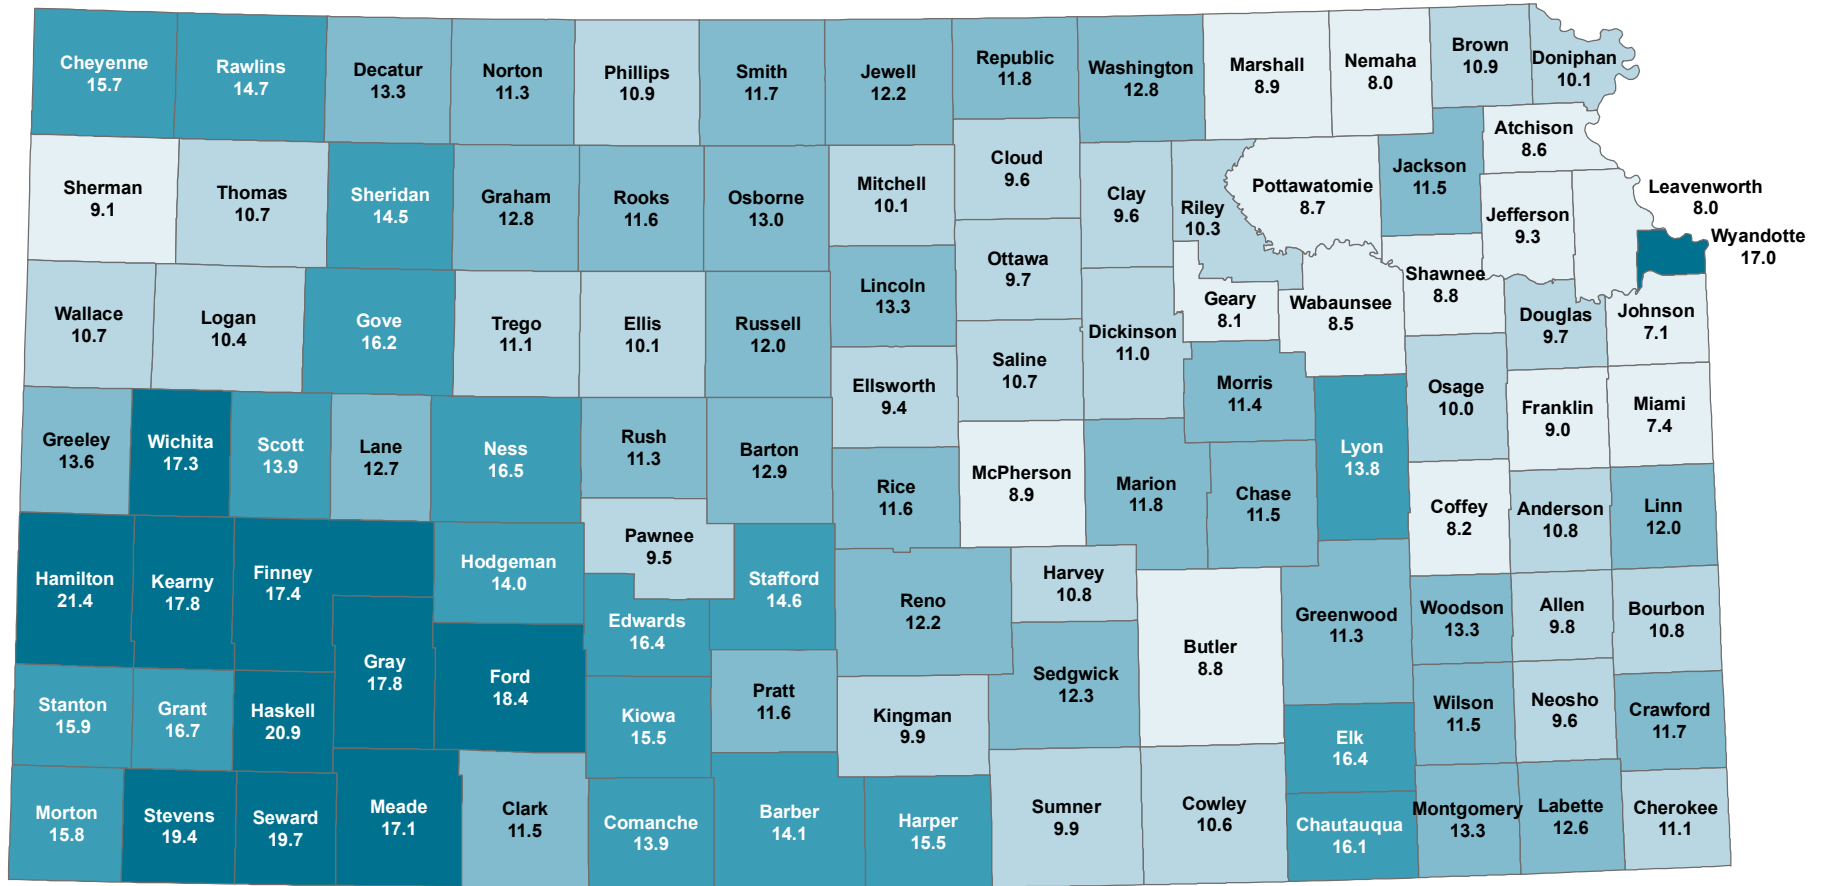 Cheyenne
15.7
Rawlins
14.7
Decatur
13.3
Norton
11.3
Phillips
10.9
Smith
11.7
Jewell
12.2
Republic
11.8
Washington
12.8
Marshall
8.9
Nemaha
8.0
Brown
10.9
Doniphan
10.1
Sherman
9.1
Thomas
10.7
Sheridan
14.5
Graham
12.8
Rooks
11.6
Osborne
13.0
Mitchell
10.1
Cloud
9.6
Clay
9.6
Riley
10.3
Pottawatomie
8.7
Jackson
11.5
Atchison
8.6
Jefferson
9.3
Leavenworth
8.0
Wyandotte
17.0
Wallace
10.7
Logan
10.4
Gove
16.2
Trego
11.1
Ellis
10.1
Russell
12.0
Lincoln
13.3
Ottawa
9.7
Saline
10.7
Dickinson
11.0
Geary
8.1
Wabaunsee
8.5
Shawnee
8.8
Douglas
9.7
Johnson
7.1
Greeley
13.6
Wichita
17.3
Scott
13.9
Lane
12.7
Ness
16.5
Rush
11.3
Barton
12.9
Ellsworth
9.4
Rice
11.6
McPherson
8.9
Marion
11.8
Morris
11.4
Chase
11.5
Lyon
13.8
Osage
10.0
Franklin
9.0
Miami
7.4
Coffey
8.2
Anderson
10.8
Linn
12.0
Hamilton
21.4
Kearny
17.8
Finney
17.4
Hodgeman
14.0
Pawnee
9.5
Stafford
14.6
Edwards
16.4
Gray
17.8
Ford
18.4
Reno
12.2
Harvey
10.8
Sedgwick
12.3
Butler
8.8
Greenwood
11.3
Woodson
13.3
Allen
9.8
Bourbon
10.8
Stanton
15.9
Grant
16.7
Haskell
20.9
Kiowa
15.5
Pratt
11.6
Kingman
9.9
Elk
16.4
Wilson
11.5
Neosho
9.6
Crawford
11.7
Morton
15.8
Stevens
19.4
Seward
19.7
Meade
17.1
Clark
11.5
Comanche
13.9
Barber
14.1
Harper
15.5
Sumner
9.9
Cowley
10.6
Chautauqua
16.1
Montgomery
13.3
Labette
12.6
Cherokee
11.1